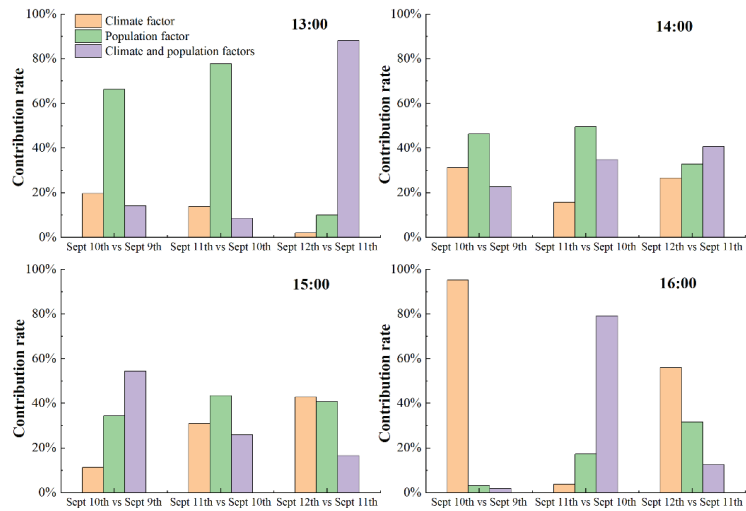 Climate factor
Population factor
Climate and population factors
13:00
Contribution rate
100%
80%
60%
40%
20%
0%
Sept 10th vs Sept 9th
Sept 11th vs Sept 10th
Sept 12th vs Sept 11th
14:00
Contribution rate
100%
80%
60%
40%
20%
0%
Sept 10th vs Sept 9th
Sept 11th vs Sept 10th
Sept 12th vs Sept 11th
15:00
Contribution rate
100%
80%
60%
40%
20%
0%
Sept 10th vs Sept 9th
Sept 11th vs Sept 10th
Sept 12th vs Sept 11th
16:00
Contribution rate
100%
80%
60%
40%
20%
0%
Sept 10th vs Sept 9th
Sept 11th vs Sept 10th
Sept 12th vs Sept 11th